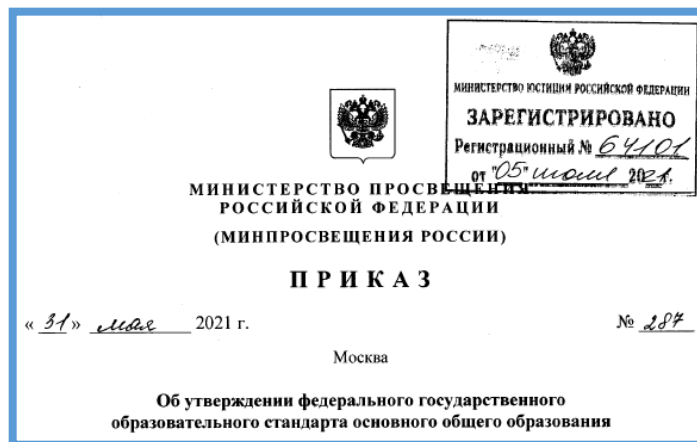 МИНИСТЕРСТВО ЮСТИЦИИ РОССИЙСКОЙ ФЕДЕРАЦИИ
ЗАРЕГИСТРИРОВАНО
Регистрационный № 64101
от "05" июля 2021.
МИНИСТЕРСТВО ПРОСВЕЩЕНИЯ
РОССИЙСКОЙ ФЕДЕРАЦИИ
(МИНПРОСВЕЩЕНИЯ РОССИИ)
ПРИКАЗ
« 31 » мая 2021 г.
№ 287
Москва
Об утверждении федерального государственного
образовательного стандарта основного общего образования